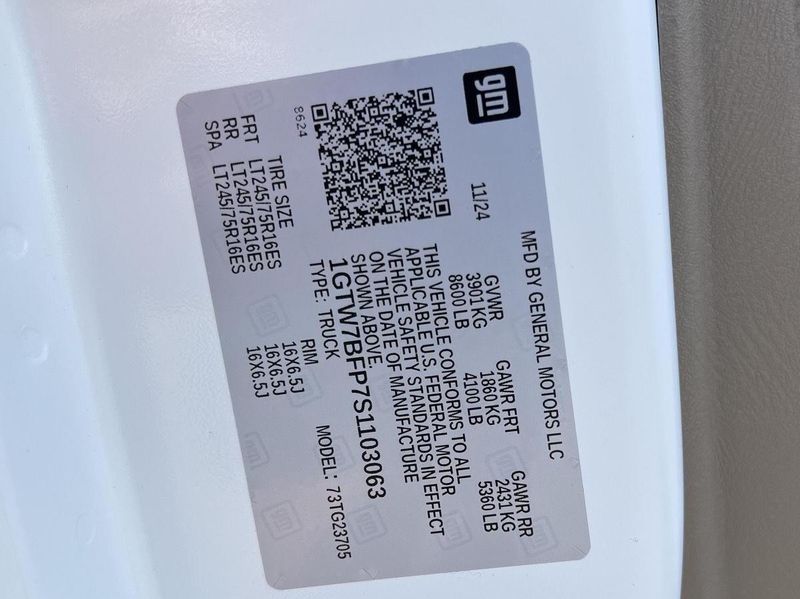 gm
MFD BY GENERAL MOTORS LLC
11/24
GVWR GAWR FRT GAWR RR
3901KG 1860 KG 2431 KG
8600 LB 4100 LB 5360 LB
THIS VEHICLE CONFORMS TO ALL
APPLICABLE U.S. FEDERAL MOTOR
VEHICLE SAFETY STANDARDS IN EFFECT
ON THE DATE OF MANUFACTURE
SHOWN ABOVE.
1GTW7BFP7S1103063
TYPE: TRUCK MODEL: 73TG23705
8624
TIRE SIZE RIM
FRT LT245/75R16ES 16X6.5J
RR LT245/75R16ES 16X6.5J
SPA LT245/75R16ES 16X6.5J